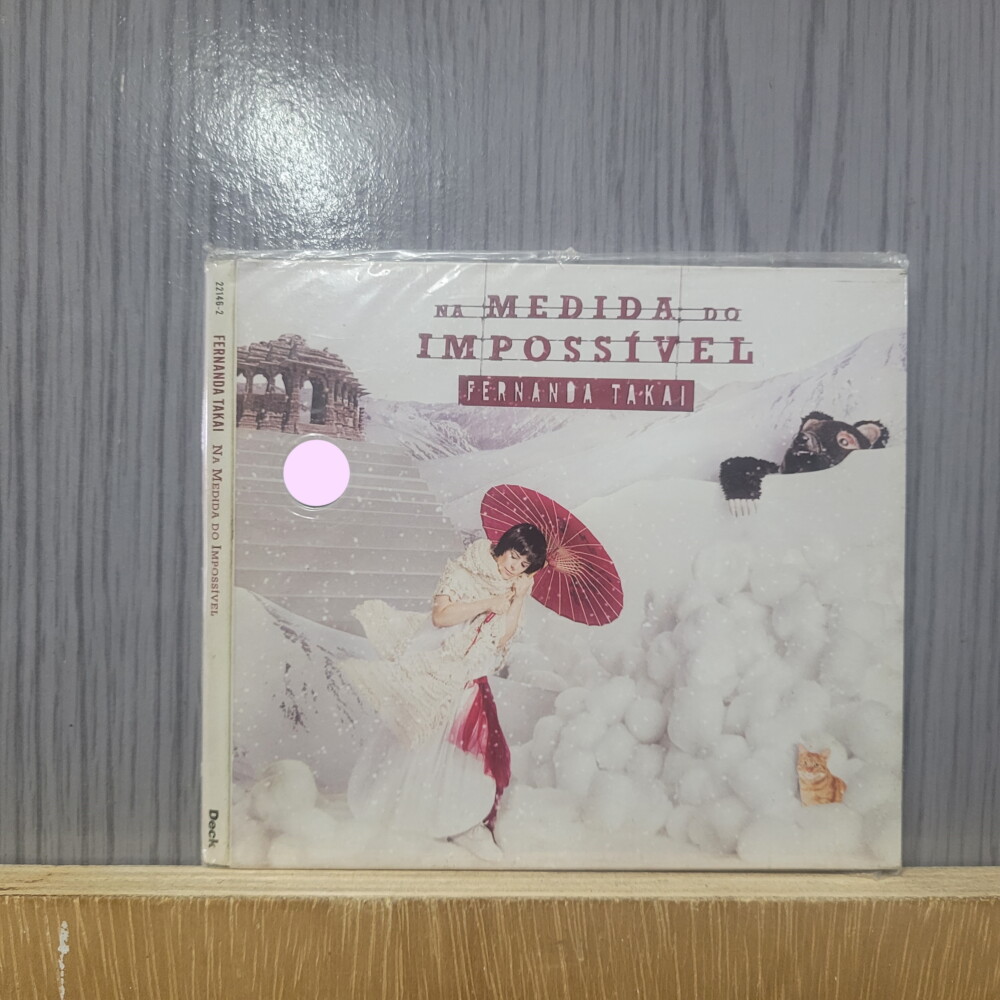 NA MEDIDA DO
IMPOSSÍVEL
FERNANDA TAKAI
22146-2 FERNANDA TAKAI NA MEDIDA DO IMPOSSÍVEL Deck